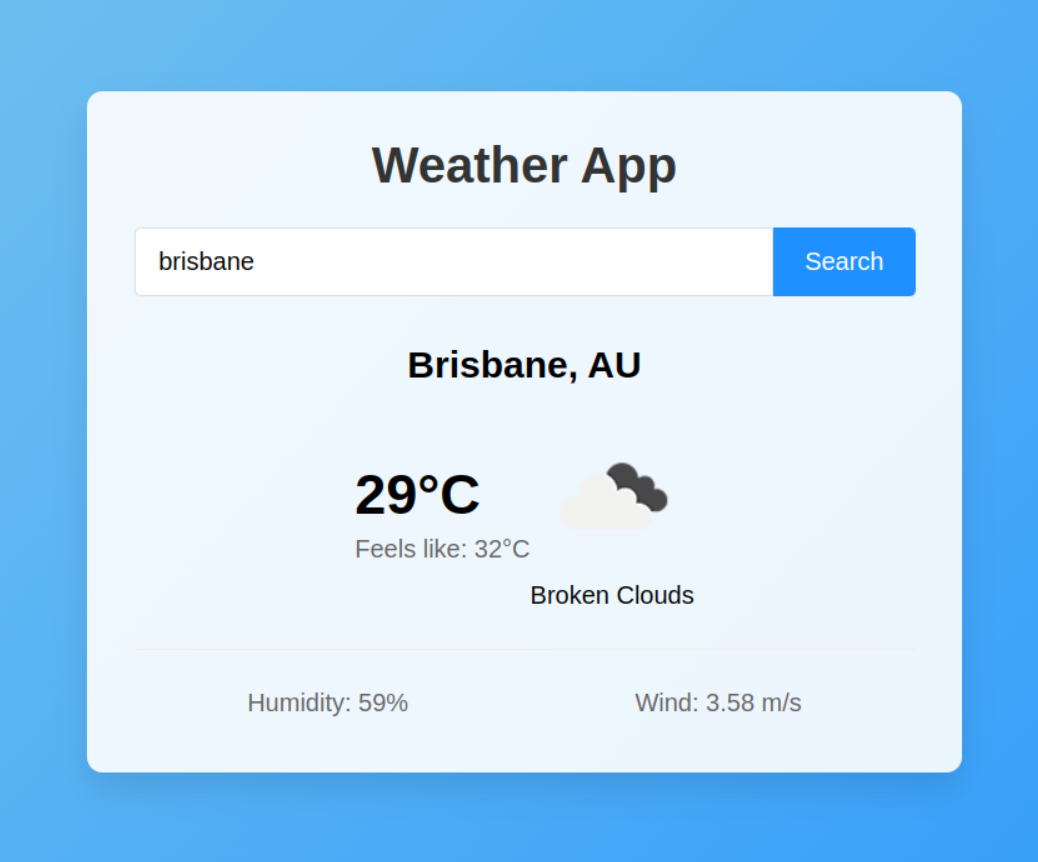 Weather App
brisbane
Search
Brisbane, AU
29°C
Feels like: 32°C
Broken Clouds
Humidity: 59%
Wind: 3.58 m/s